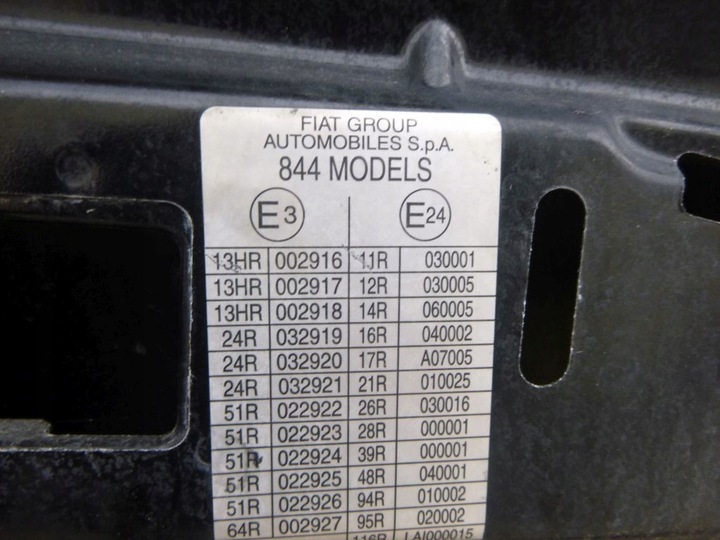 FIAT GROUP
AUTOMOBILES S.p.A.
844 MODELS
E3 E24
13HR 002916 11R 030001
13HR 002917 12R 030005
13HR 002918 14R 060005
24R 032919 16R 040002
24R 032920 17R A07005
24R 032921 21R 010025
51R 022922 26R 030016
51R 022923 28R 000001
51R 022924 39R 000001
51R 022925 48R 040001
51R 022926 94R 010002
64R 002927 95R 020002
116R LAI000015